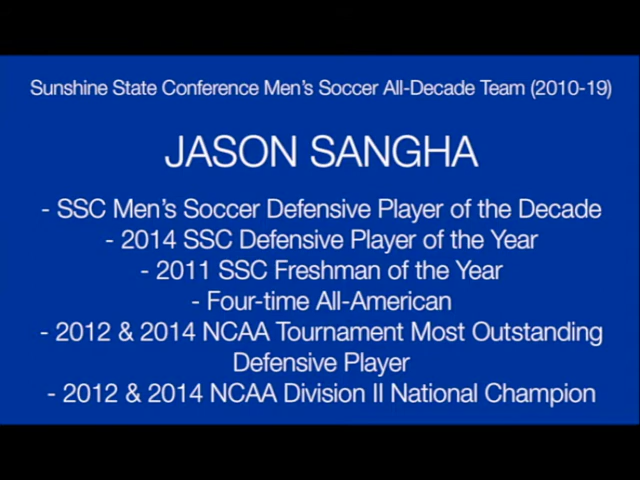 Sunshine State Conference Men's Soccer All-Decade Team (2010-19)
JASON SANGHA
- SSC Men's Soccer Defensive Player of the Decade
- 2014 SSC Defensive Player of the Year
- 2011 SSC Freshman of the Year
- Four-time All-American
- 2012 & 2014 NCAA Tournament Most Outstanding
Defensive Player
- 2012 & 2014 NCAA Division II National Champion